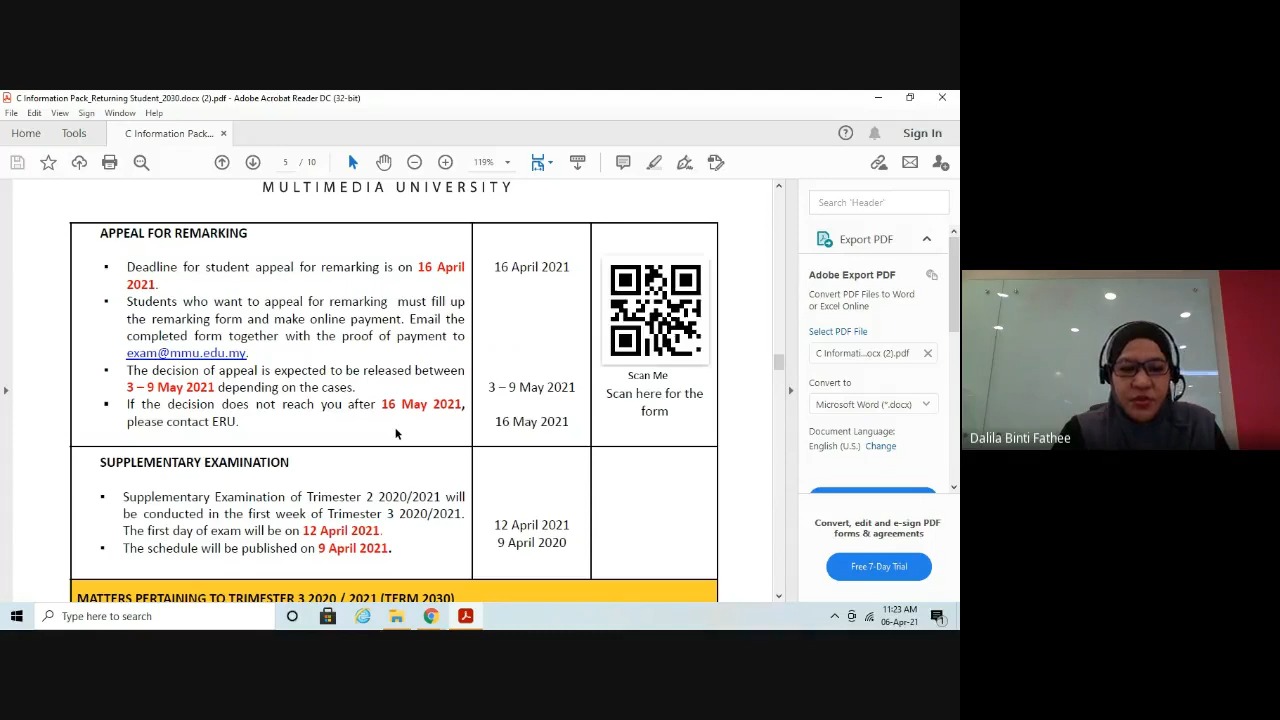 C Information Pack_Returning Student_2030.docx (2).pdf - Adobe Acrobat Reader DC (32-bit)
File Edit View Sign Window Help
Home Tools C Information Pack... × Sign In
5 / 10 119%
MULTIMEDIA UNIVERSITY
APPEAL FOR REMARKING
▪ Deadline for student appeal for remarking is on 16 April
2021.
16 April 2021
▪ Students who want to appeal for remarking must fill up
the remarking form and make online payment. Email the
completed form together with the proof of payment to
exam@mmu.edu.my.
▪ The decision of appeal is expected to be released between
3 – 9 May 2021 depending on the cases.
3 – 9 May 2021
▪ If the decision does not reach you after 16 May 2021,
please contact ERU.
16 May 2021
Scan Me
Scan here for the
form
SUPPLEMENTARY EXAMINATION
▪ Supplementary Examination of Trimester 2 2020/2021 will
be conducted in the first week of Trimester 3 2020/2021.
The first day of exam will be on 12 April 2021.
12 April 2021
▪ The schedule will be published on 9 April 2021.
9 April 2020
MATTERS PERTAINING TO TRIMESTER 3 2020 / 2021 (TERM 2030)
Search 'Header'
Export PDF
Adobe Export PDF
Convert PDF Files to Word
or Excel Online
Select PDF File
C Informati...ocx (2).pdf
Convert to
Microsoft Word (*.docx)
Document Language:
English (U.S.) Change
Convert, edit and e-sign PDF
forms & agreements
Free 7-Day Trial
Type here to search
11:23 AM
06-Apr-21
1
Dalila Binti Fathee